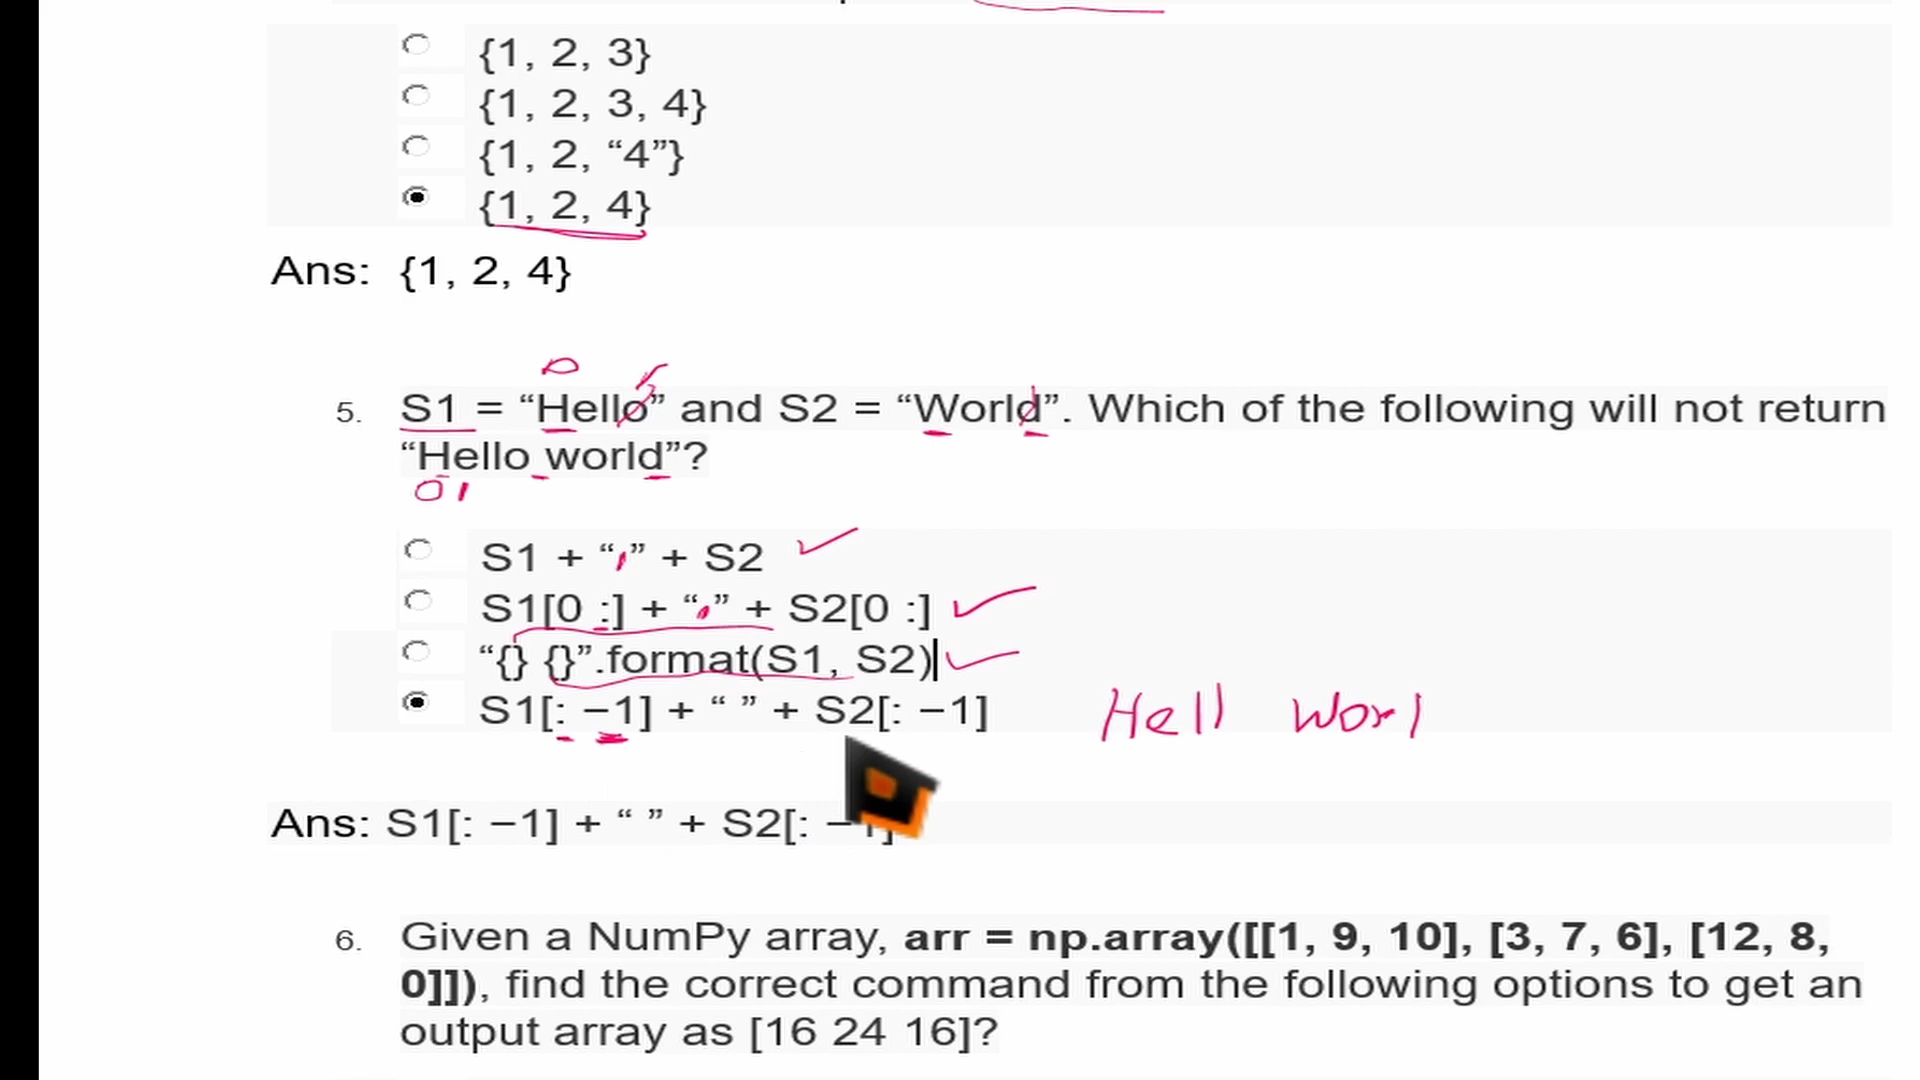 {1, 2, 3}
{1, 2, 3, 4}
{1, 2, “4”}
{1, 2, 4}
Ans: {1, 2, 4}
5. S1 = “Hello” and S2 = “World”. Which of the following will not return
“Hello world”?
0 1
S1 + “ ” + S2
S1[0 :] + “ ” + S2[0 :]
“{} {}”.format(S1, S2)
S1[: −1] + “ ” + S2[: −1] Hell Worl
Ans: S1[: −1] + “ ” + S2[: −1]
6. Given a NumPy array, arr = np.array([[1, 9, 10], [3, 7, 6], [12, 8,
0]]), find the correct command from the following options to get an
output array as [16 24 16]?